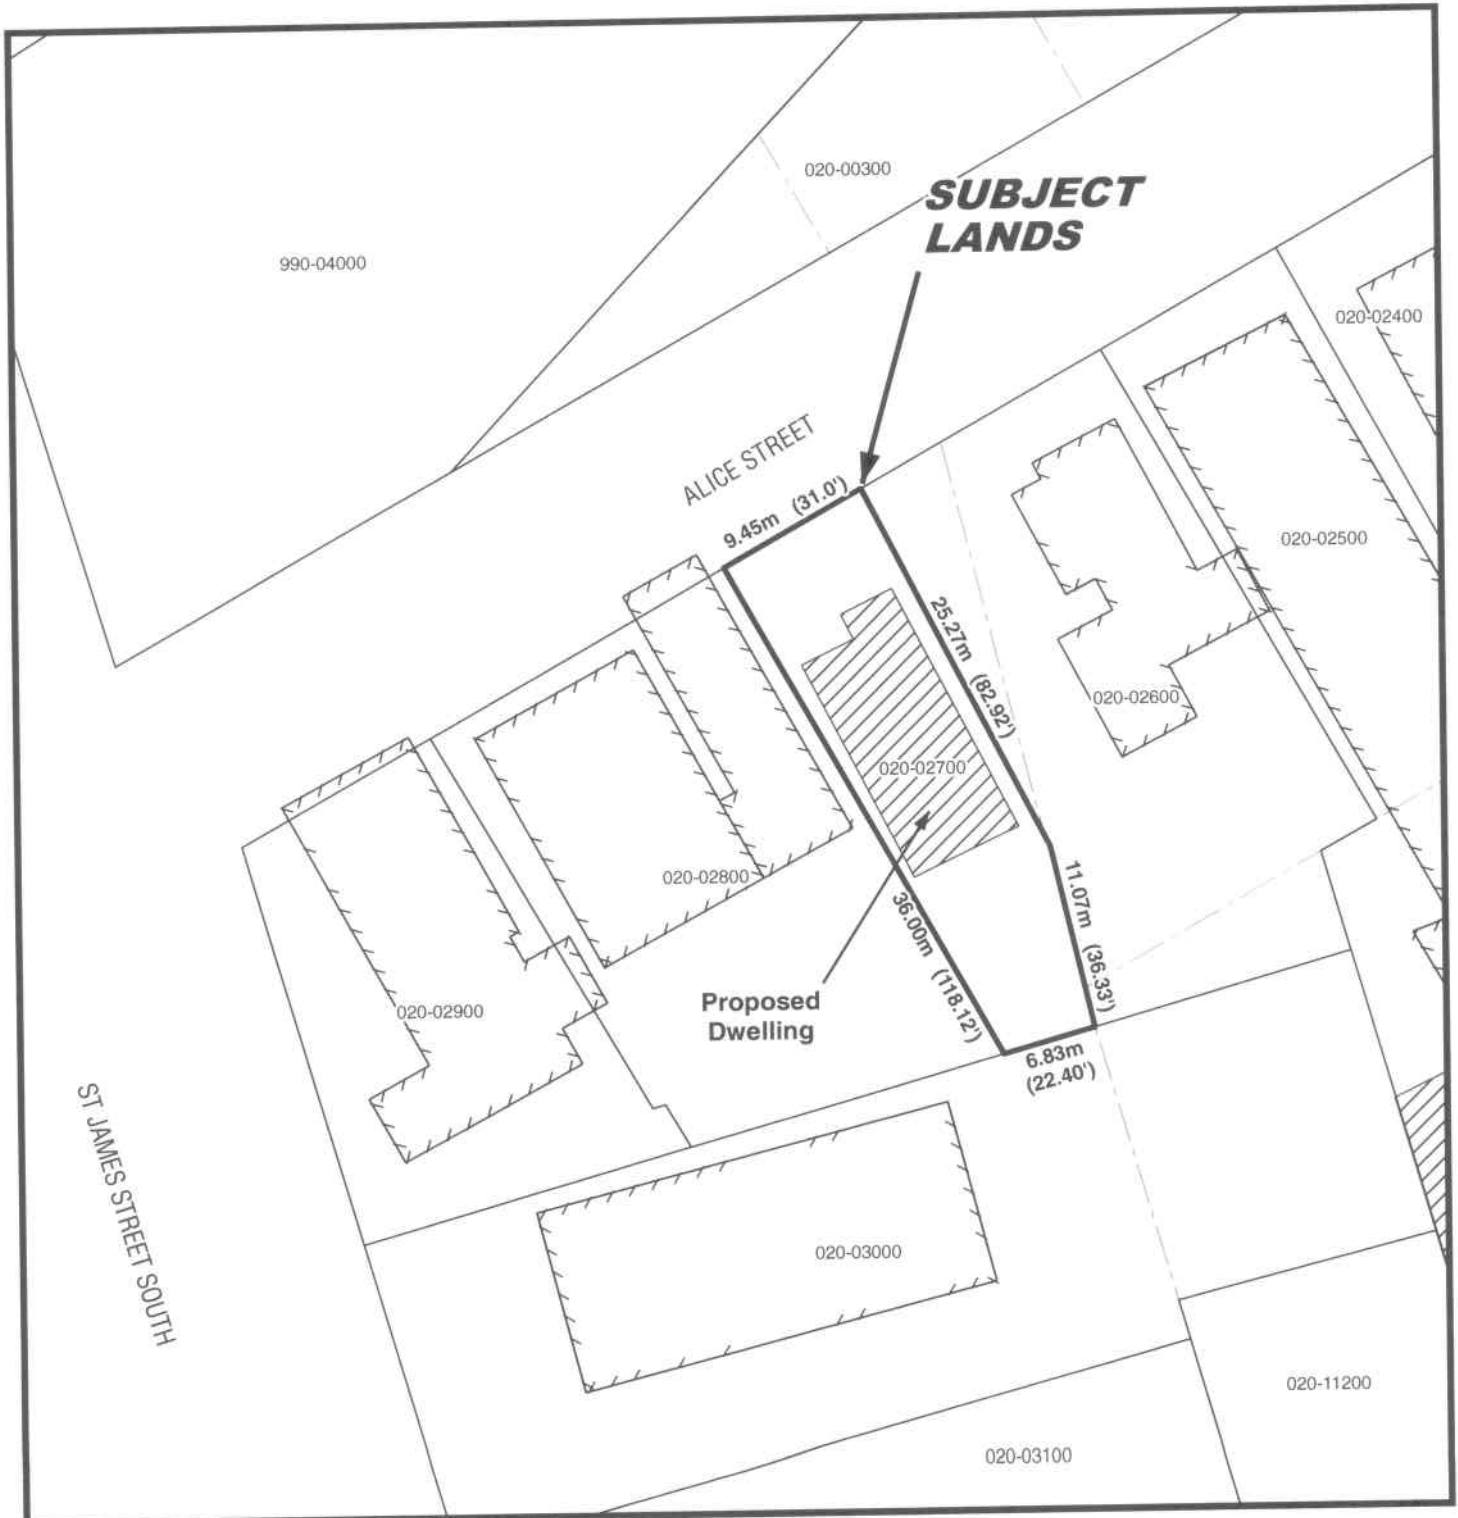 020-00300
SUBJECT
LANDS
990-04000
020-02400
ALICE STREET
9.45m (31.0')
020-02500
25.27m (82.92')
020-02600
020-02700
020-02800
11.07m (36.33')
36.00m (118.12')
Proposed
Dwelling
020-02900
6.83m
(22.40')
ST JAMES STREET SOUTH
020-03000
020-11200
020-03100